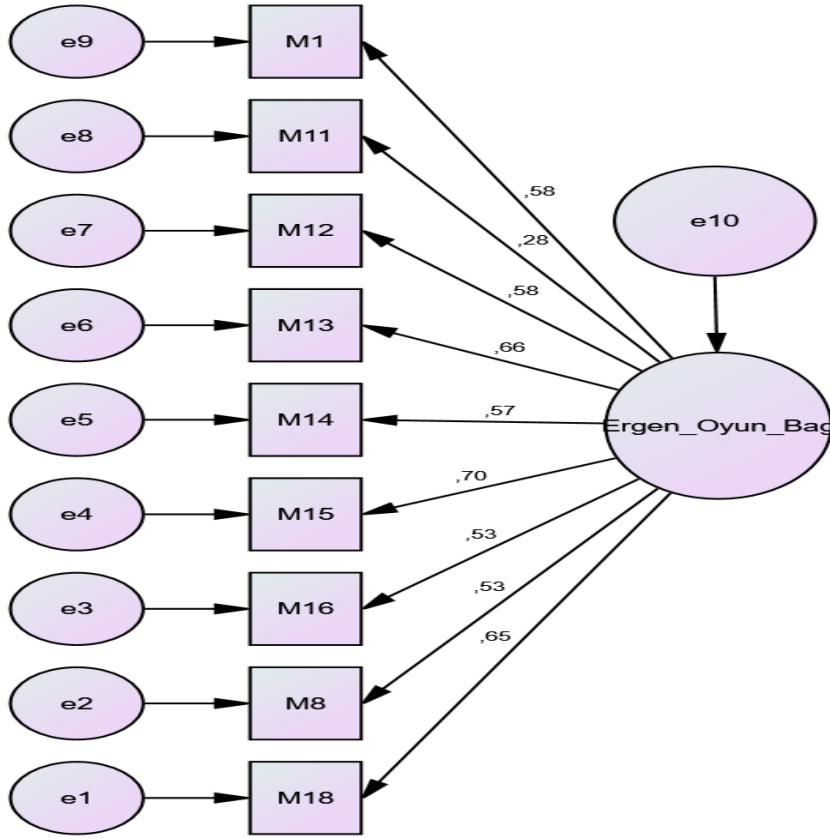 e9
M1
e8
M11
e7
M12
e6
M13
e5
M14
e4
M15
e3
M16
e2
M8
e1
M18
,58
,28
,58
,66
,57
,70
,53
,53
,65
e10
Ergen_Oyun_Bag